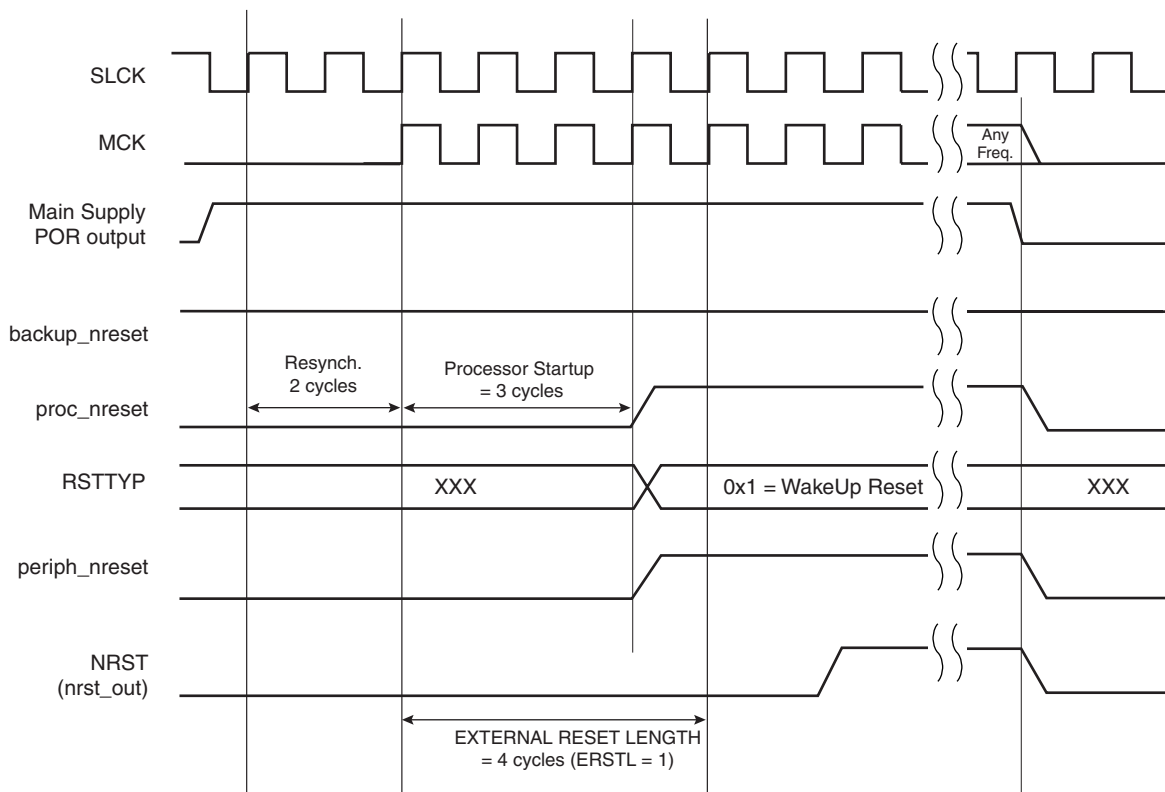 SLCK
MCK
Any
Freq.
Main Supply
POR output
backup_nreset
Resynch.
2 cycles
Processor Startup
= 3 cycles
proc_nreset
RSTTYP
XXX
0x1 = WakeUp Reset
XXX
periph_nreset
NRST
(nrst_out)
EXTERNAL RESET LENGTH
= 4 cycles (ERSTL = 1)